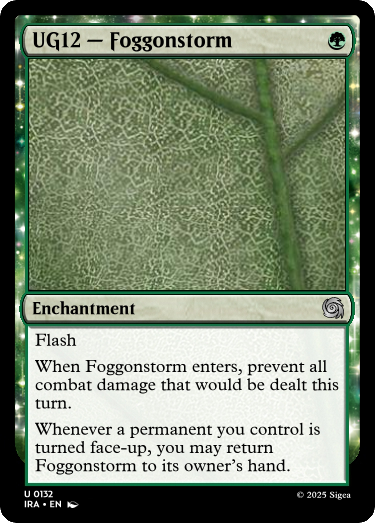 UG12 — Foggonstorm
Enchantment
Flash
When Foggonstorm enters, prevent all
combat damage that would be dealt this
turn.
Whenever a permanent you control is
turned face-up, you may return
Foggonstorm to its owner's hand.
U 0132
IRA • EN
© 2025 Sigea